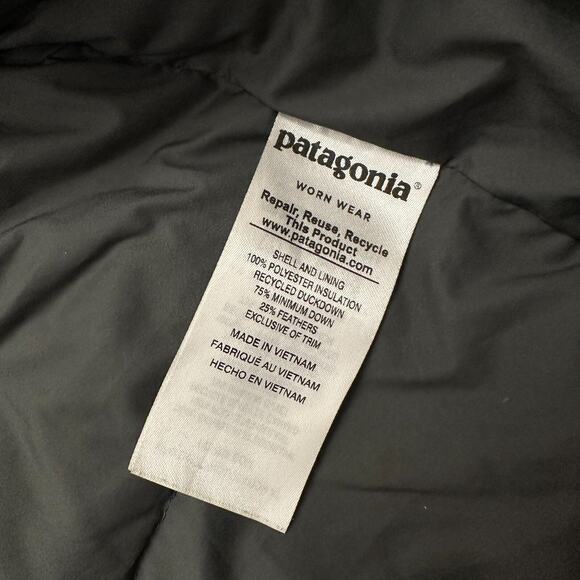 patagonia®
WORN WEAR
Repair, Reuse, Recycle
This Product
www.patagonia.com
SHELL AND LINING
100% POLYESTER INSULATION
RECYCLED DUCKDOWN
75% MINIMUM DOWN
25% FEATHERS
EXCLUSIVE OF TRIM
MADE IN VIETNAM
FABRIQUÉ AU VIETNAM
HECHO EN VIETNAM